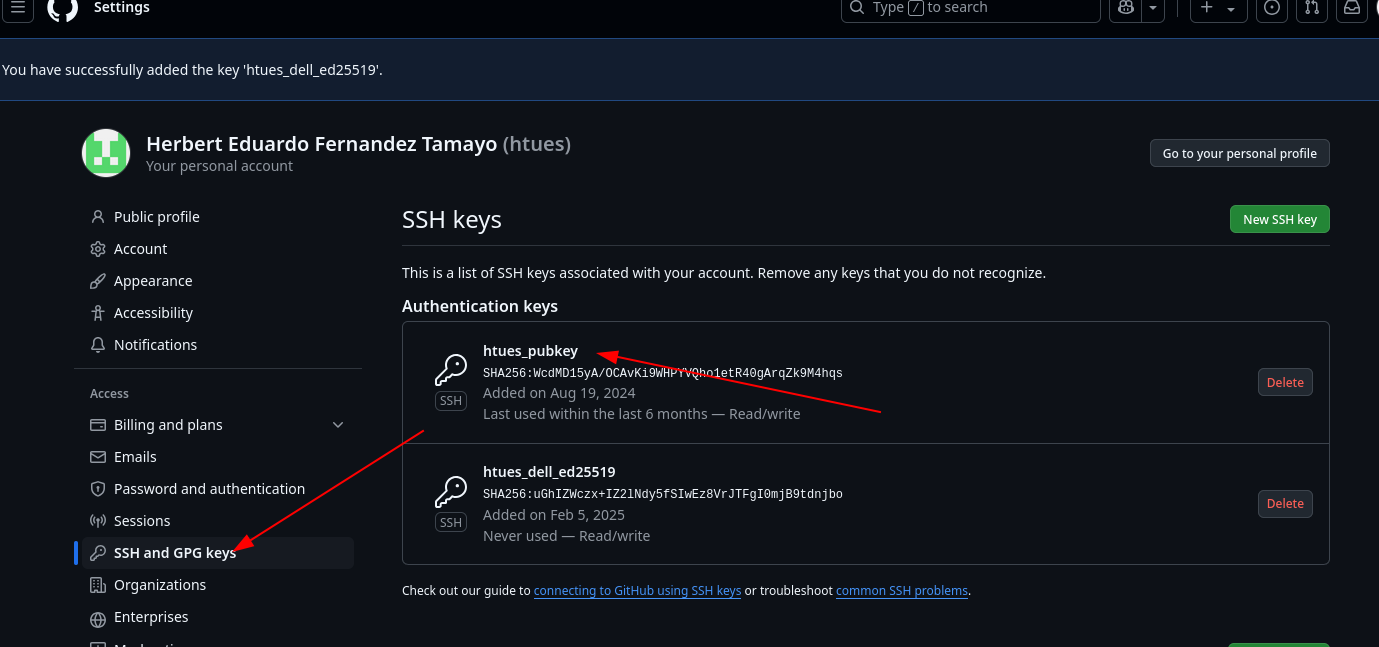 Settings
Type / to search
You have successfully added the key 'htues_dell_ed25519'.
Herbert Eduardo Fernandez Tamayo (htues)
Your personal account
Go to your personal profile
Public profile
Account
Appearance
Accessibility
Notifications
Access
Billing and plans
Emails
Password and authentication
Sessions
SSH and GPG keys
Organizations
Enterprises
SSH keys
New SSH key
This is a list of SSH keys associated with your account. Remove any keys that you do not recognize.
Authentication keys
htues_pubkey
SHA256:WcdMD15yA/OCAvKi9WHPYVQho1etR40gArqZk9M4hqs
Added on Aug 19, 2024
Last used within the last 6 months — Read/write
SSH
Delete
htues_dell_ed25519
SHA256:uGhIZWczx+IZ2lNdy5fSIwEz8VrJTFgI0mjB9tdnjbo
Added on Feb 5, 2025
Never used — Read/write
SSH
Delete
Check out our guide to connecting to GitHub using SSH keys or troubleshoot common SSH problems.